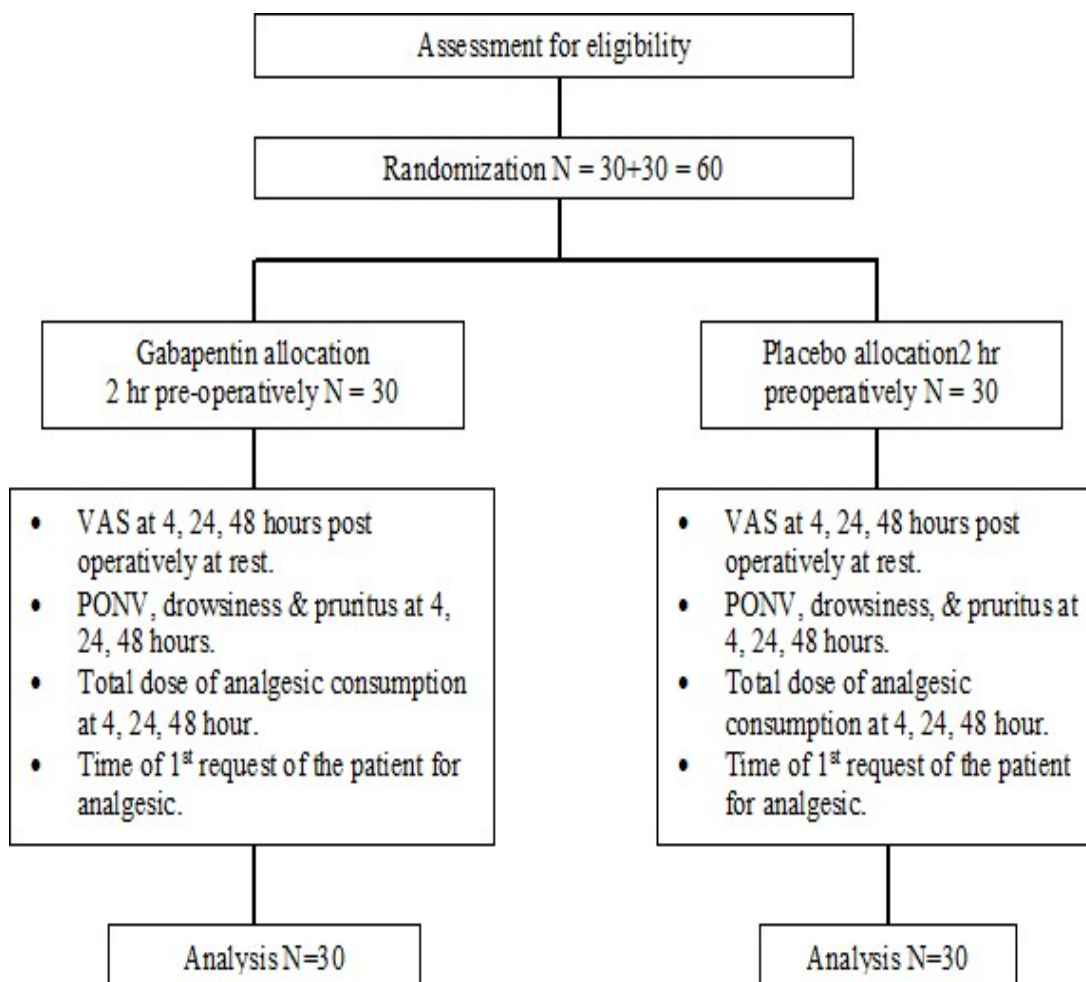 Assessment for eligibility
Randomization N = 30+30 = 60
Gabapentin allocation
2 hr pre-operatively N = 30
Placebo allocation2 hr
preoperatively N = 30
• VAS at 4, 24, 48 hours post
operatively at rest.
• PONV, drowsiness & pruritus at 4,
24, 48 hours.
• Total dose of analgesic consumption
at 4, 24, 48 hour.
• Time of 1st request of the patient for
analgesic.
• VAS at 4, 24, 48 hours post
operatively at rest.
• PONV, drowsiness, & pruritus at
4, 24, 48 hours.
• Total dose of analgesic
consumption at 4, 24, 48 hour.
• Time of 1st request of the patient
for analgesic.
Analysis N=30
Analysis N=30